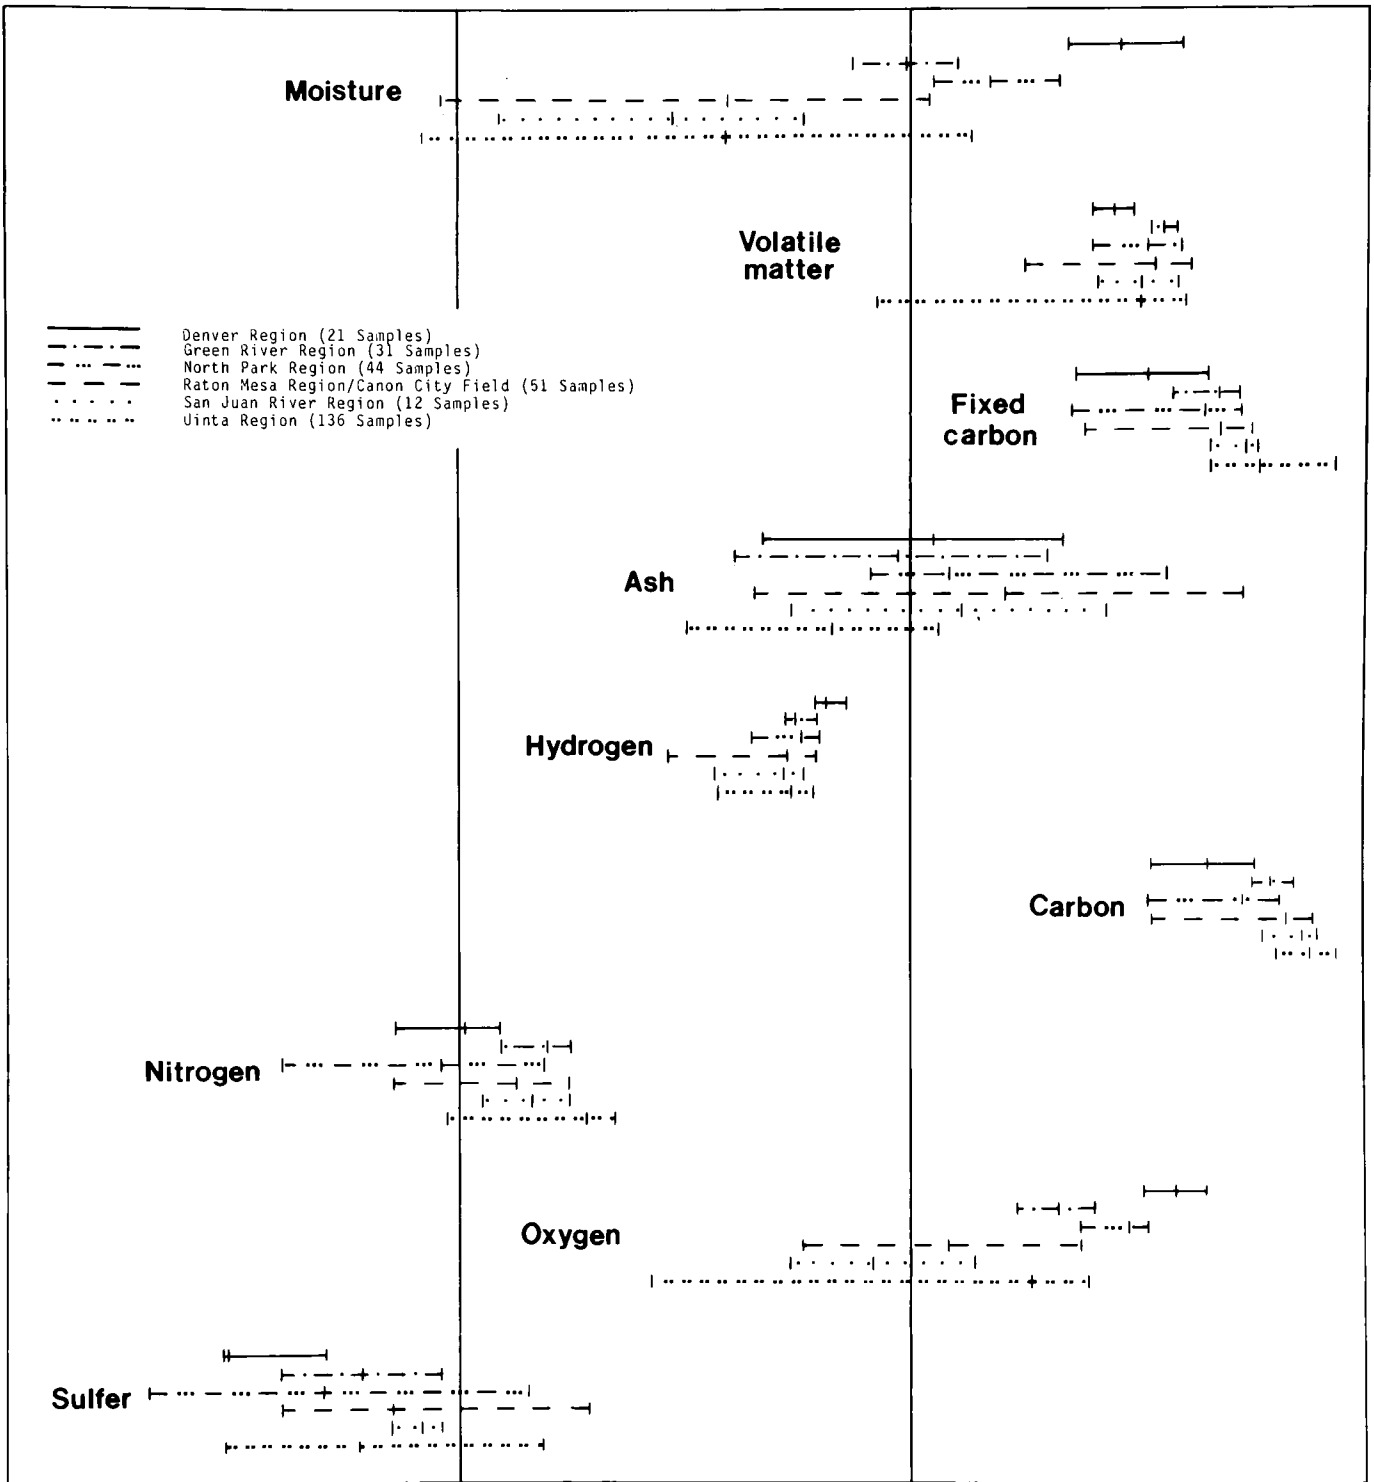 Moisture
Volatile
matter
Denver Region (21 Samples)
Green River Region (31 Samples)
North Park Region (44 Samples)
Raton Mesa Region/Canon City Field (51 Samples)
San Juan River Region (12 Samples)
Uinta Region (136 Samples)
Fixed
carbon
Ash
Hydrogen
Carbon
Nitrogen
Oxygen
Sulfer